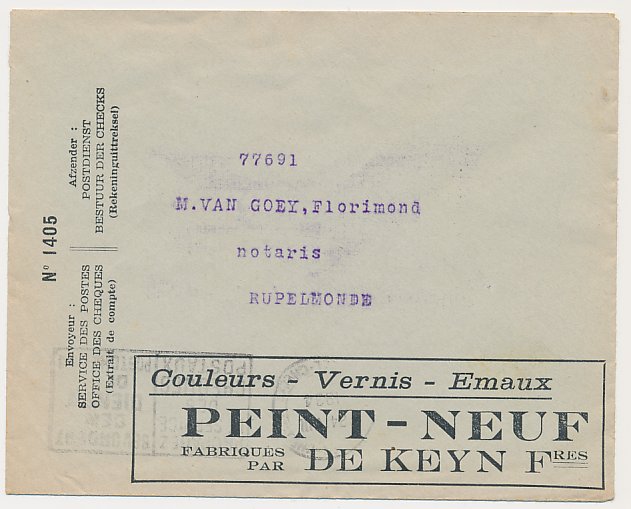 77691
M.VAN GOEY,Florimond
notaris
RUPELMONDE
Nº 1405
Afzender :
POSTDIENST
BESTUUR DER CHECKS
(Rekeninguittreksel)
Envoyeur :
SERVICE DES POSTES
OFFICE DES CHEQUES
(Extrait de compte)
Couleurs - Vernis - Emaux
PEINT-NEUF
FABRIQUES PAR DE KEYN FRES